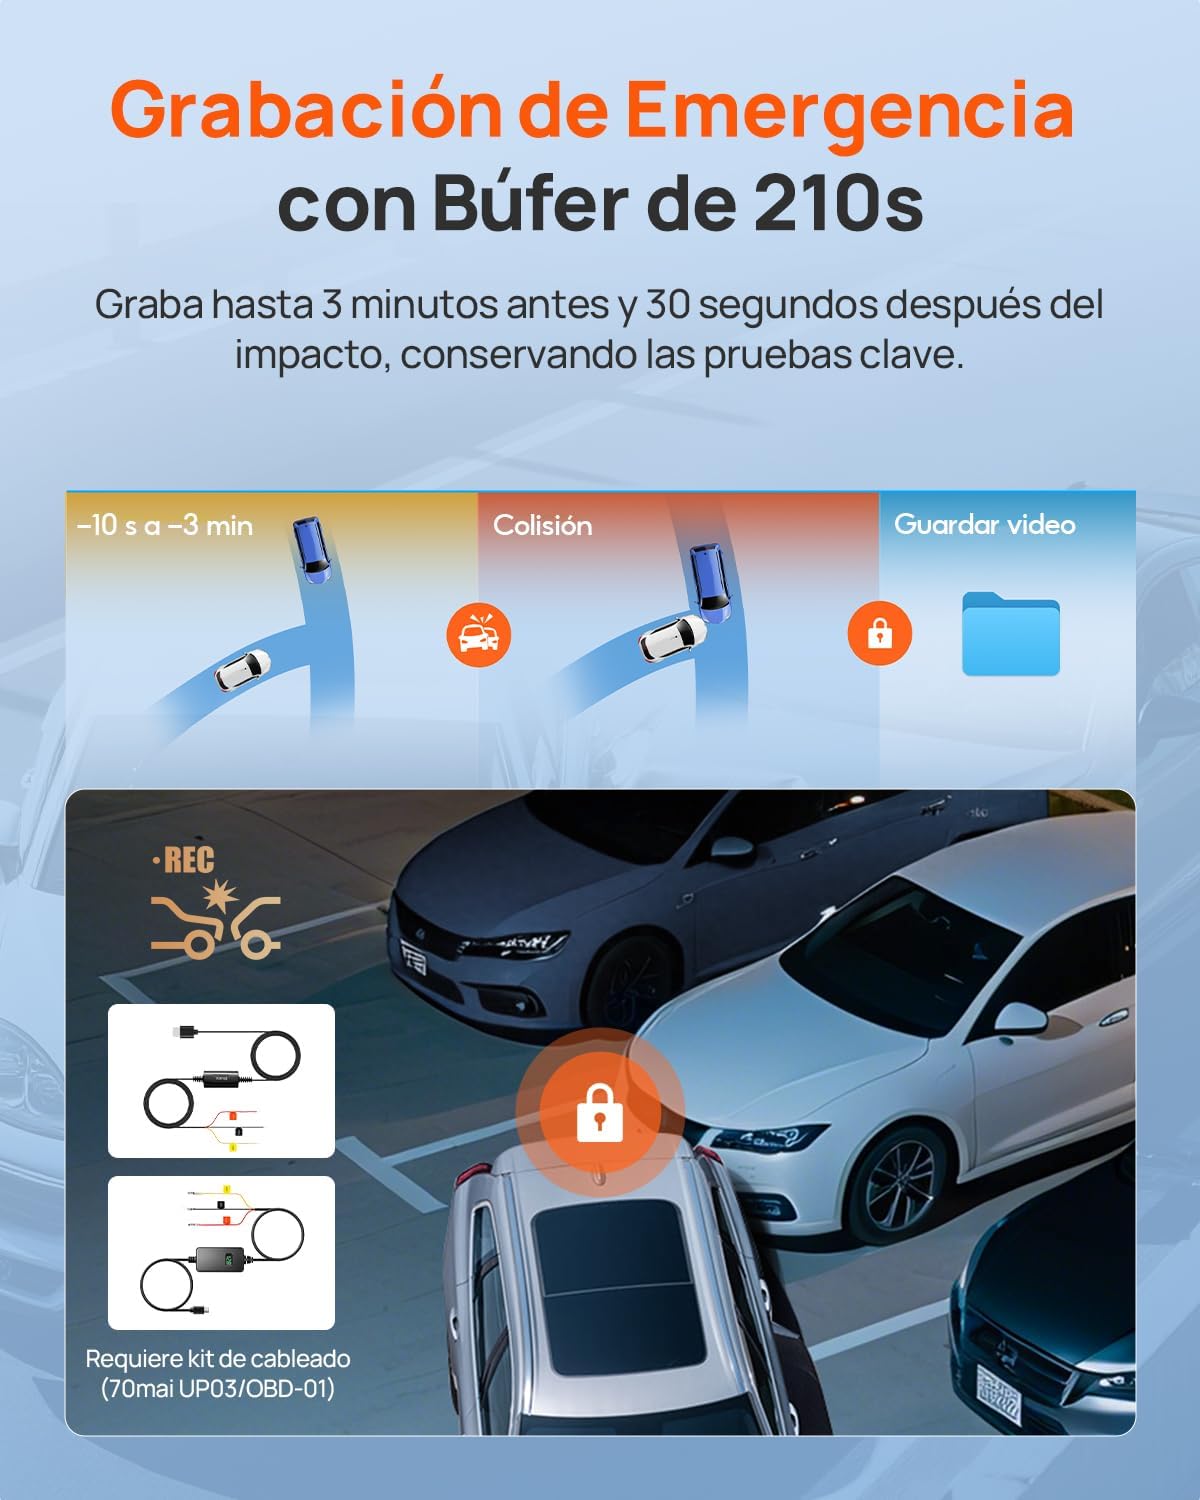 Grabación de Emergencia
con Búfer de 210s
Graba hasta 3 minutos antes y 30 segundos después del
impacto, conservando las pruebas clave.
–10 s a –3 min
Colisión
Guardar video
·REC
Requiere kit de cableado
(70mai UP03/OBD-01)